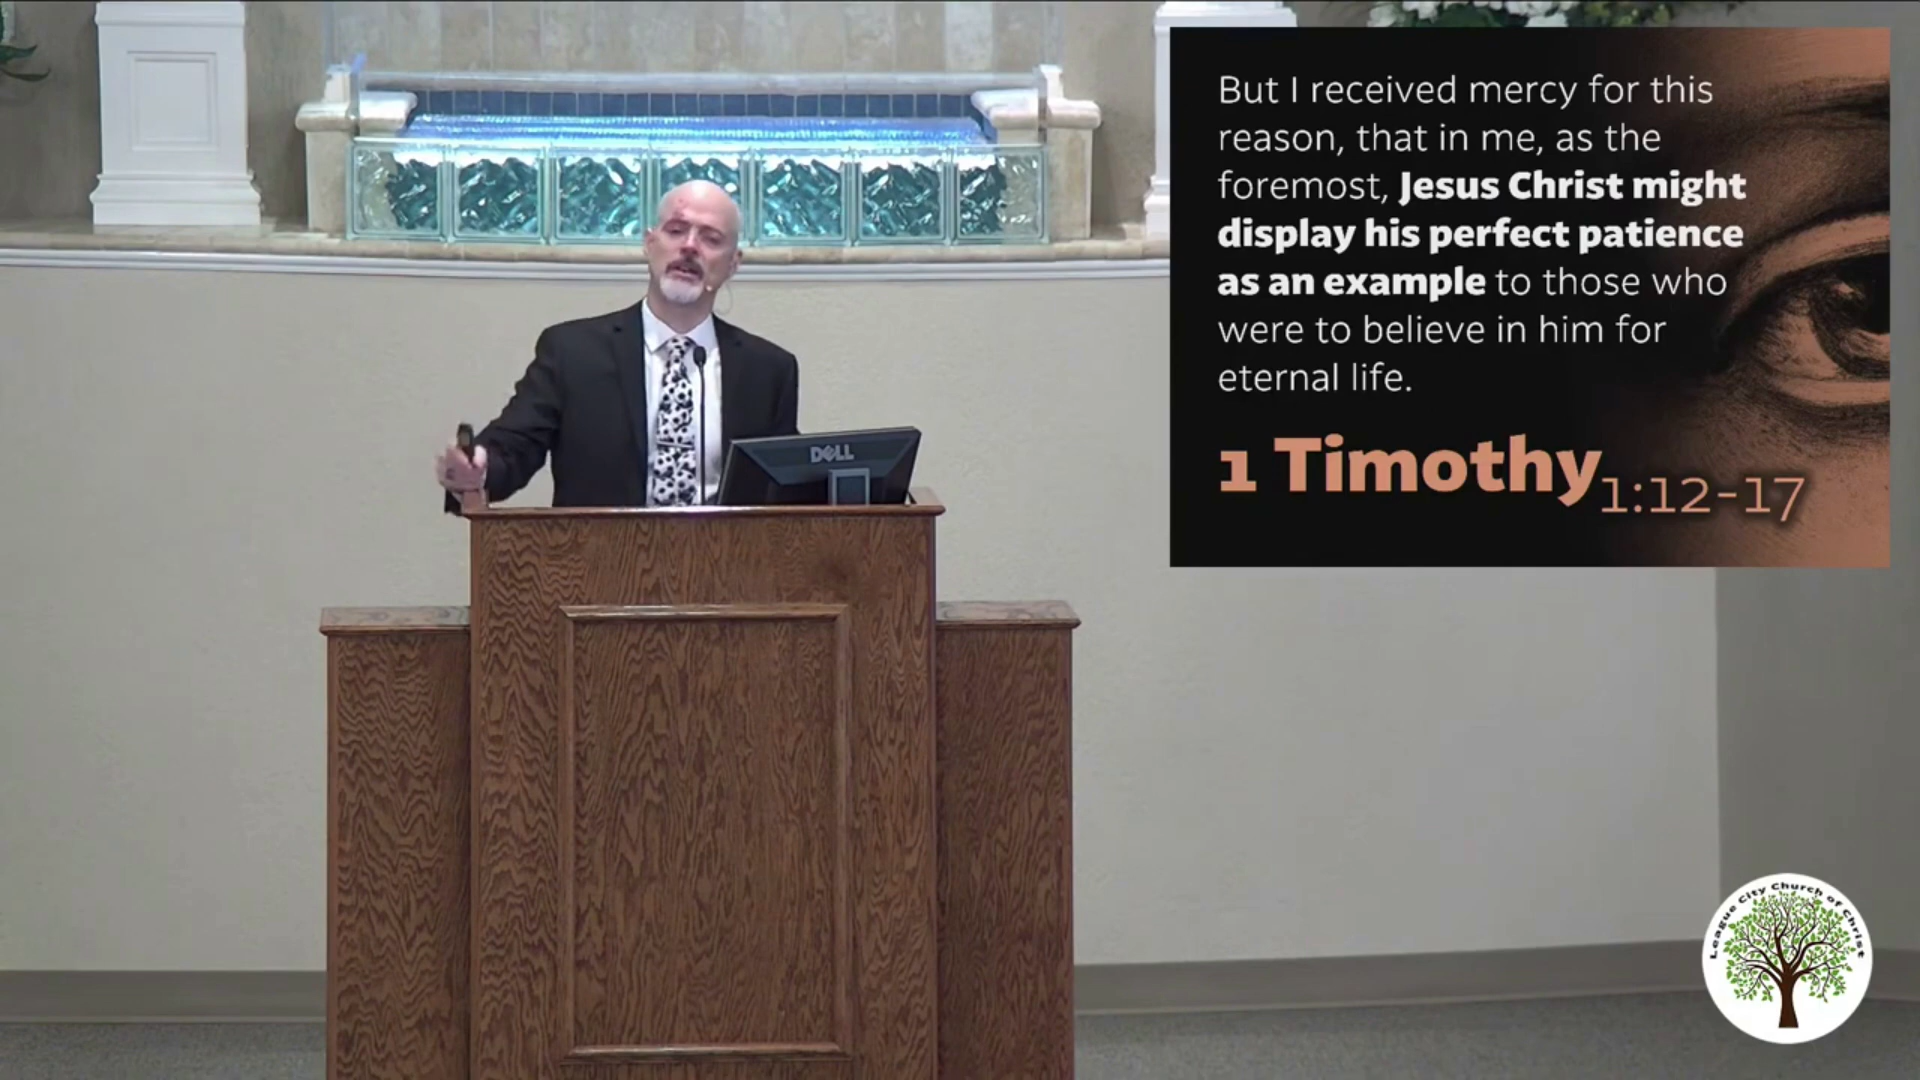 But I received mercy for this
reason, that in me, as the
foremost, Jesus Christ might
display his perfect patience
as an example to those who
were to believe in him for
eternal life.
1 Timothy 1:12-17
DELL
League City Church of Christ